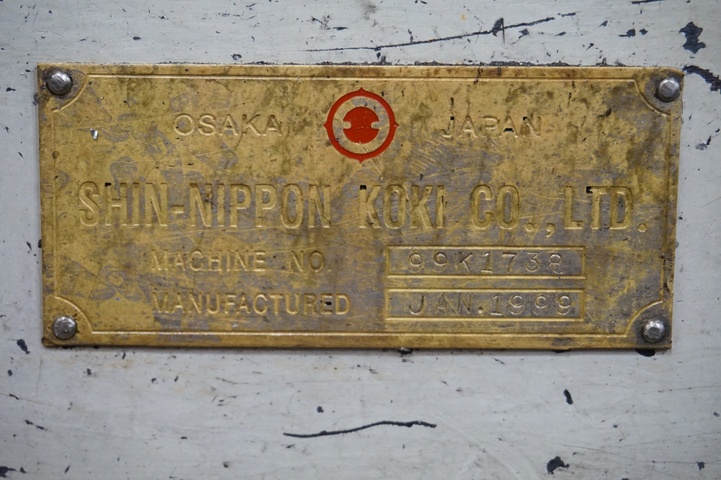 OSAKA JAPAN
SHIN-NIPPON KOKI CO., LTD.
MACHINE NO. 99K1738
MANUFACTURED JAN.1999